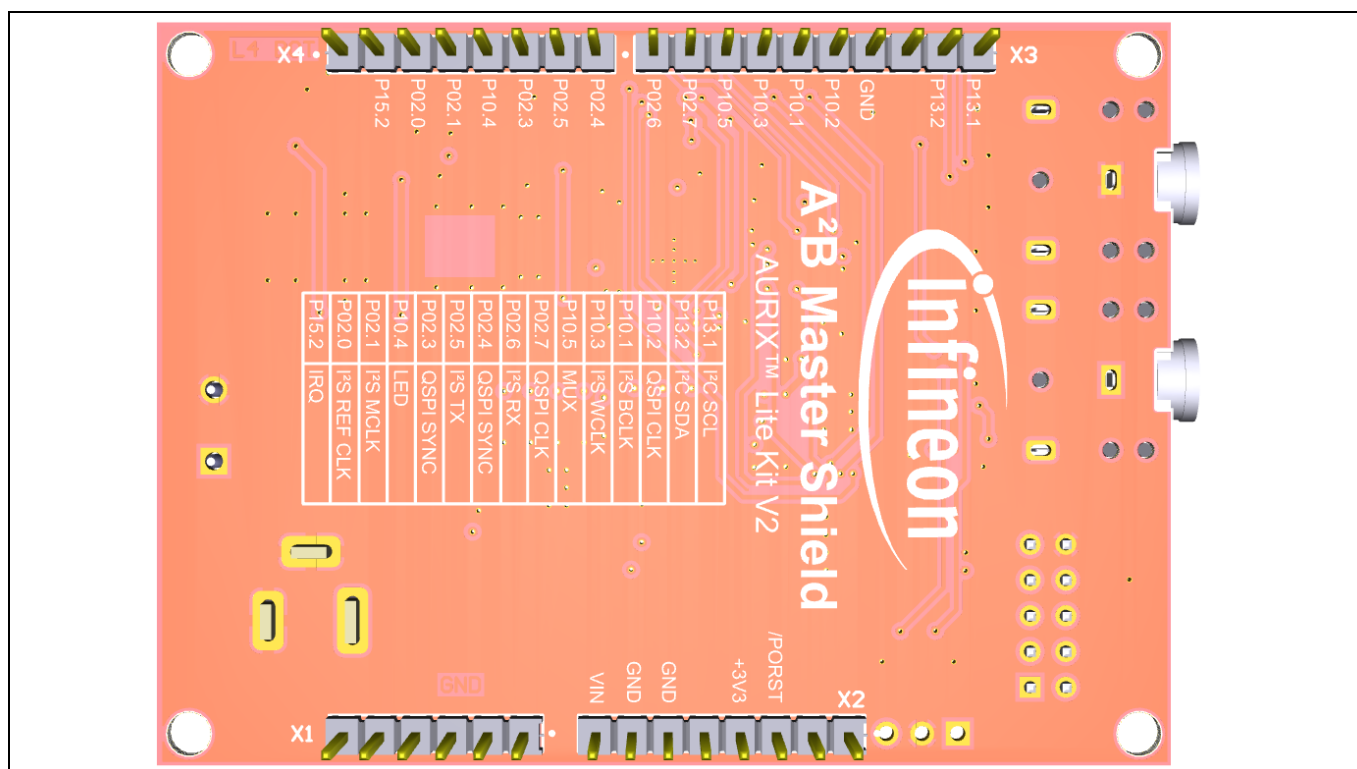 L4 BOT
X4
P15.2
P02.0
P02.1
P10.4
P02.3
P02.5
P02.4
P02.6
P02.7
P10.5
P10.3
P10.1
P10.2
GND
P13.2
P13.1
X3
Infineon
A²B Master Shield
AURIX™ Lite Kit V2
P13.1 I²C SCL
P13.2 I²C SDA
P10.2 QSPI CLK
P10.1 I²S BCLK
P10.3 I²S WCLK
P10.5 MUX
P02.7 QSPI CLK
P02.6 I²S RX
P02.4 QSPI SYNC
P02.5 I²S TX
P02.3 QSPI SYNC
P10.4 LED
P02.1 I²S MCLK
P02.0 I²S REF CLK
P15.2 IRQ
GND
X1
VIN
GND
GND
+3V3
/PORST
X2